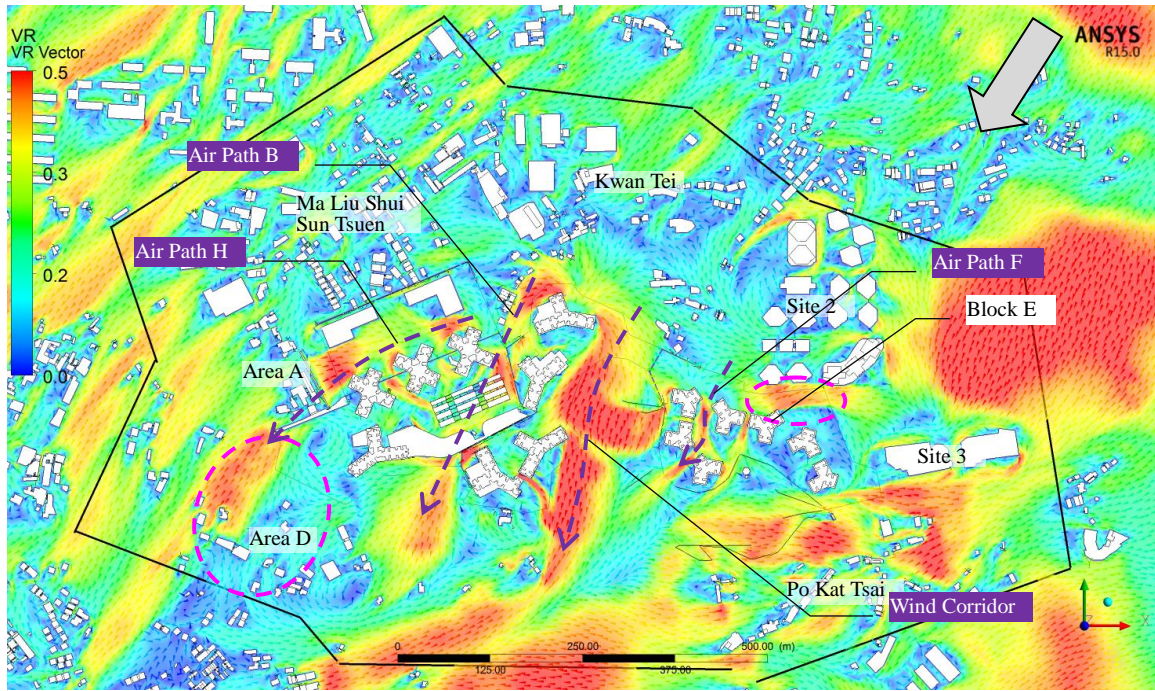 VR
VR Vector
0.5
0.3
0.2
0.0
ANSYS
R15.0
Air Path B
Kwan Tei
Ma Liu Shui
Sun Tsuen
Air Path H
Air Path F
Site 2
Block E
Area A
Site 3
Area D
Po Kat Tsai
Wind Corridor
0
250.00
500.00 (m)
125.00
375.00